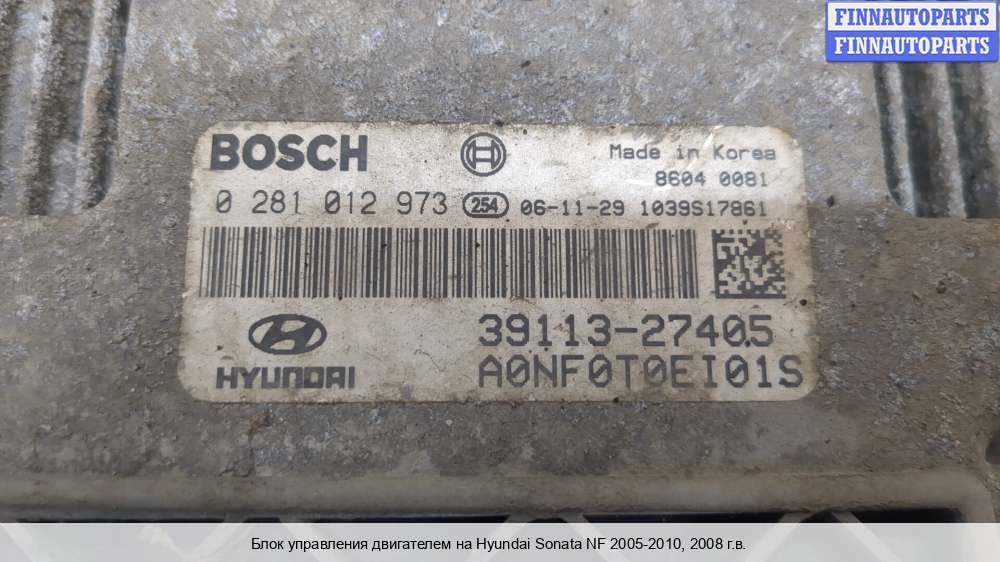 FINNAUTOPARTS
FINNAUTOPARTS
BOSCH
Made in Korea
8604 0081
0 281 012 973 254 06-11-29 1039S17861
39113-27405
HYUNDAI
A0NF0T0EI01S
Блок управления двигателем на Hyundai Sonata NF 2005-2010, 2008 г.в.